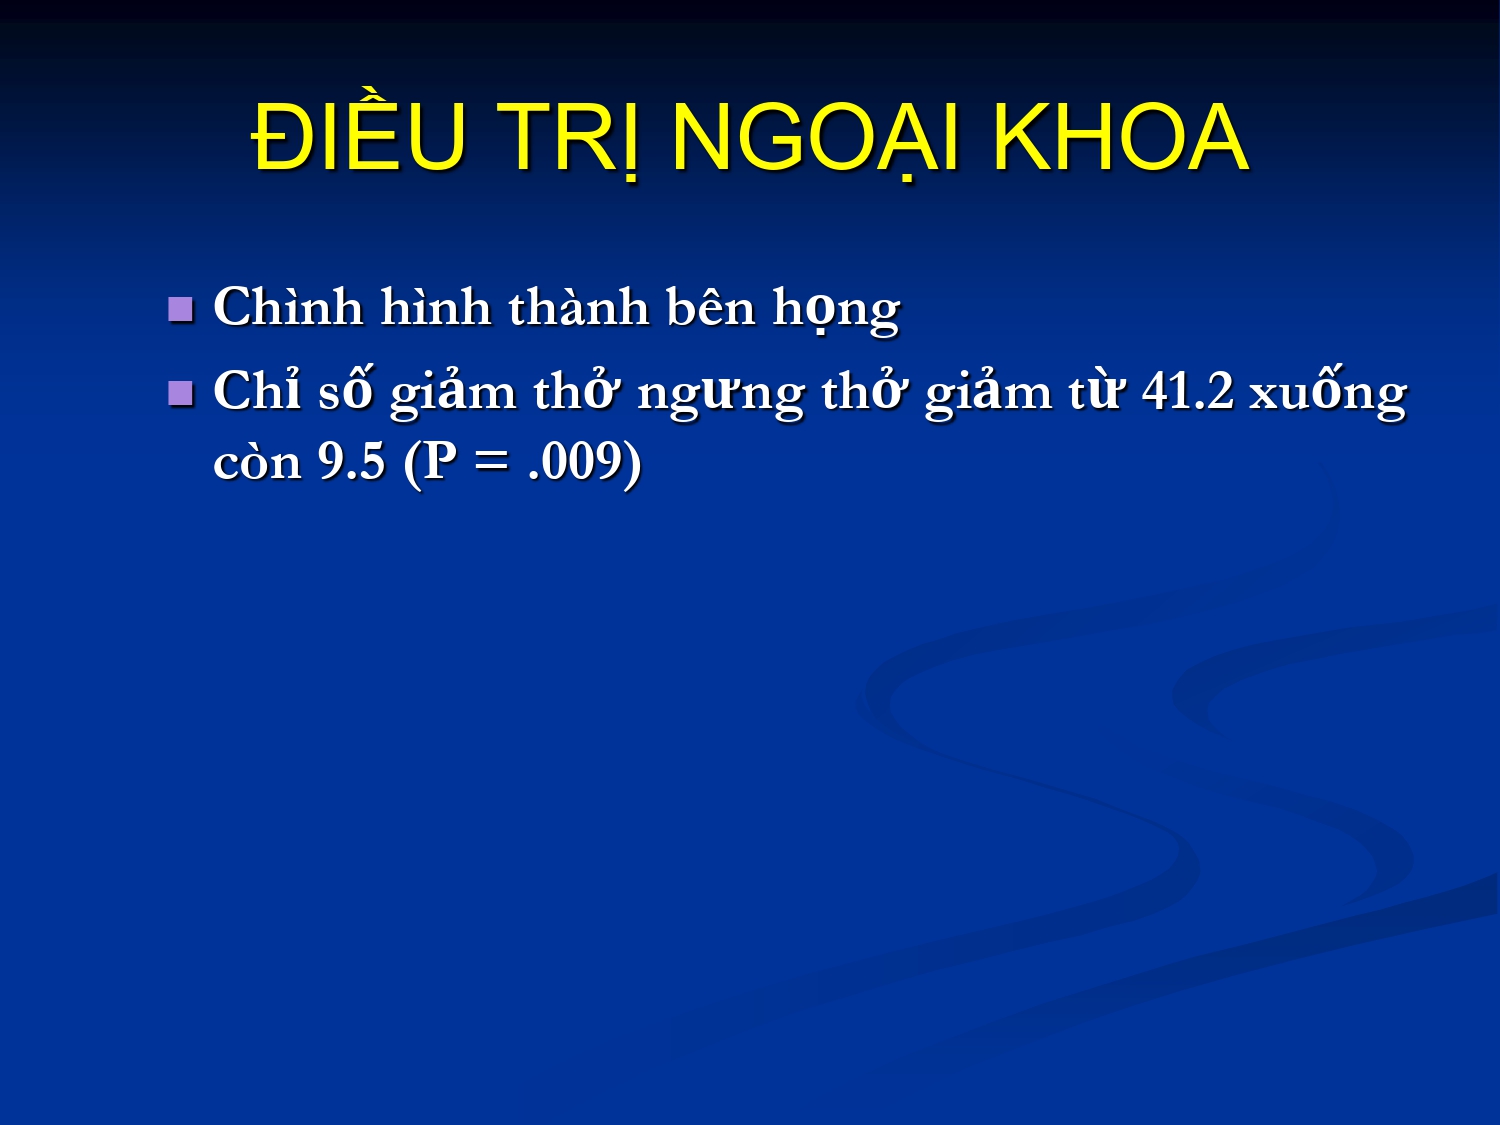 ĐIỀU TRỊ NGOẠI KHOA
Chình hình thành bên họng
Chỉ số giảm thở ngưng thở giảm từ 41.2 xuống
còn 9.5 (P = .009)